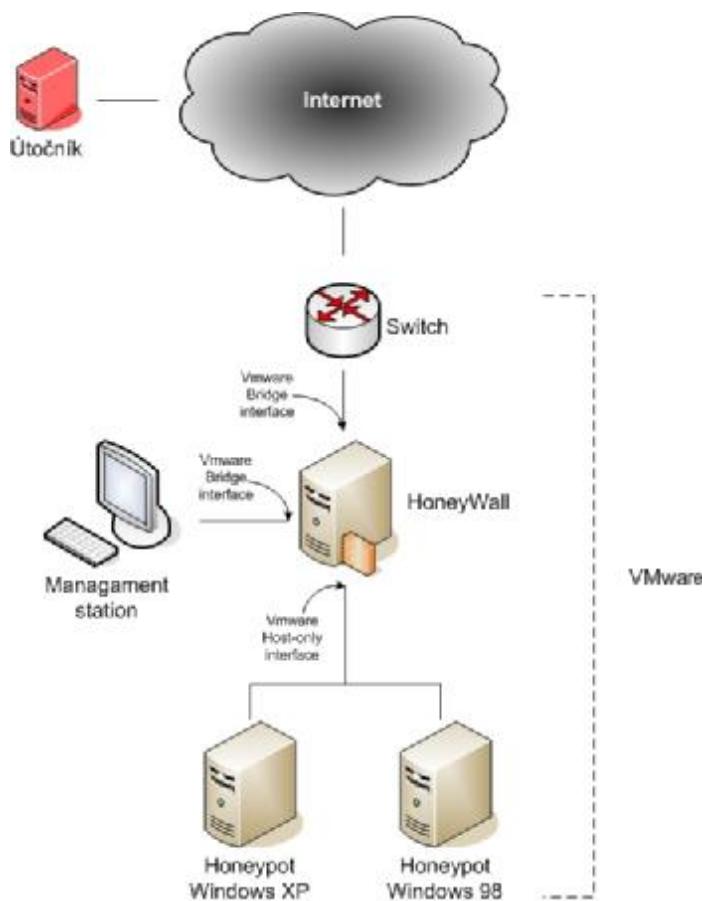 Internet
Útočník
Switch
Vmware
Bridge
interface
Vmware
Bridge
interface
HoneyWall
Managament
station
VMware
Vmware
Host-only
interface
Honeypot
Windows XP
Honeypot
Windows 98